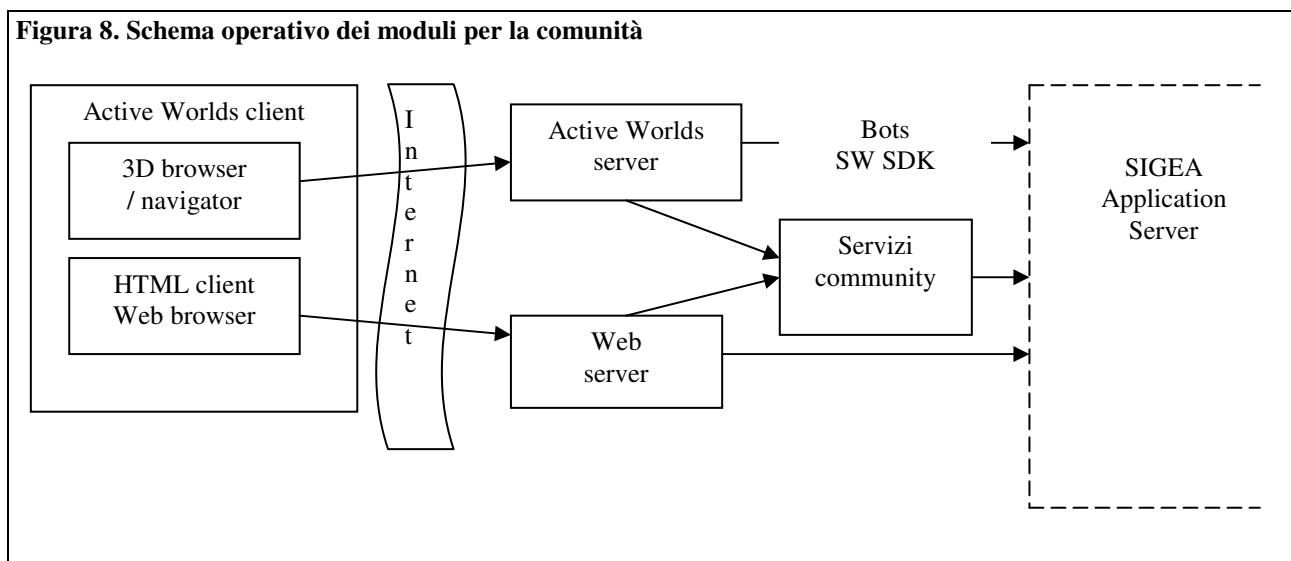 Figura 8. Schema operativo dei moduli per la comunità
Active Worlds client
3D browser
/ navigator
HTML client
Web browser
Internet
Active Worlds
server
Bots
SW SDK
Servizi
community
Web
server
SIGEA
Application
Server